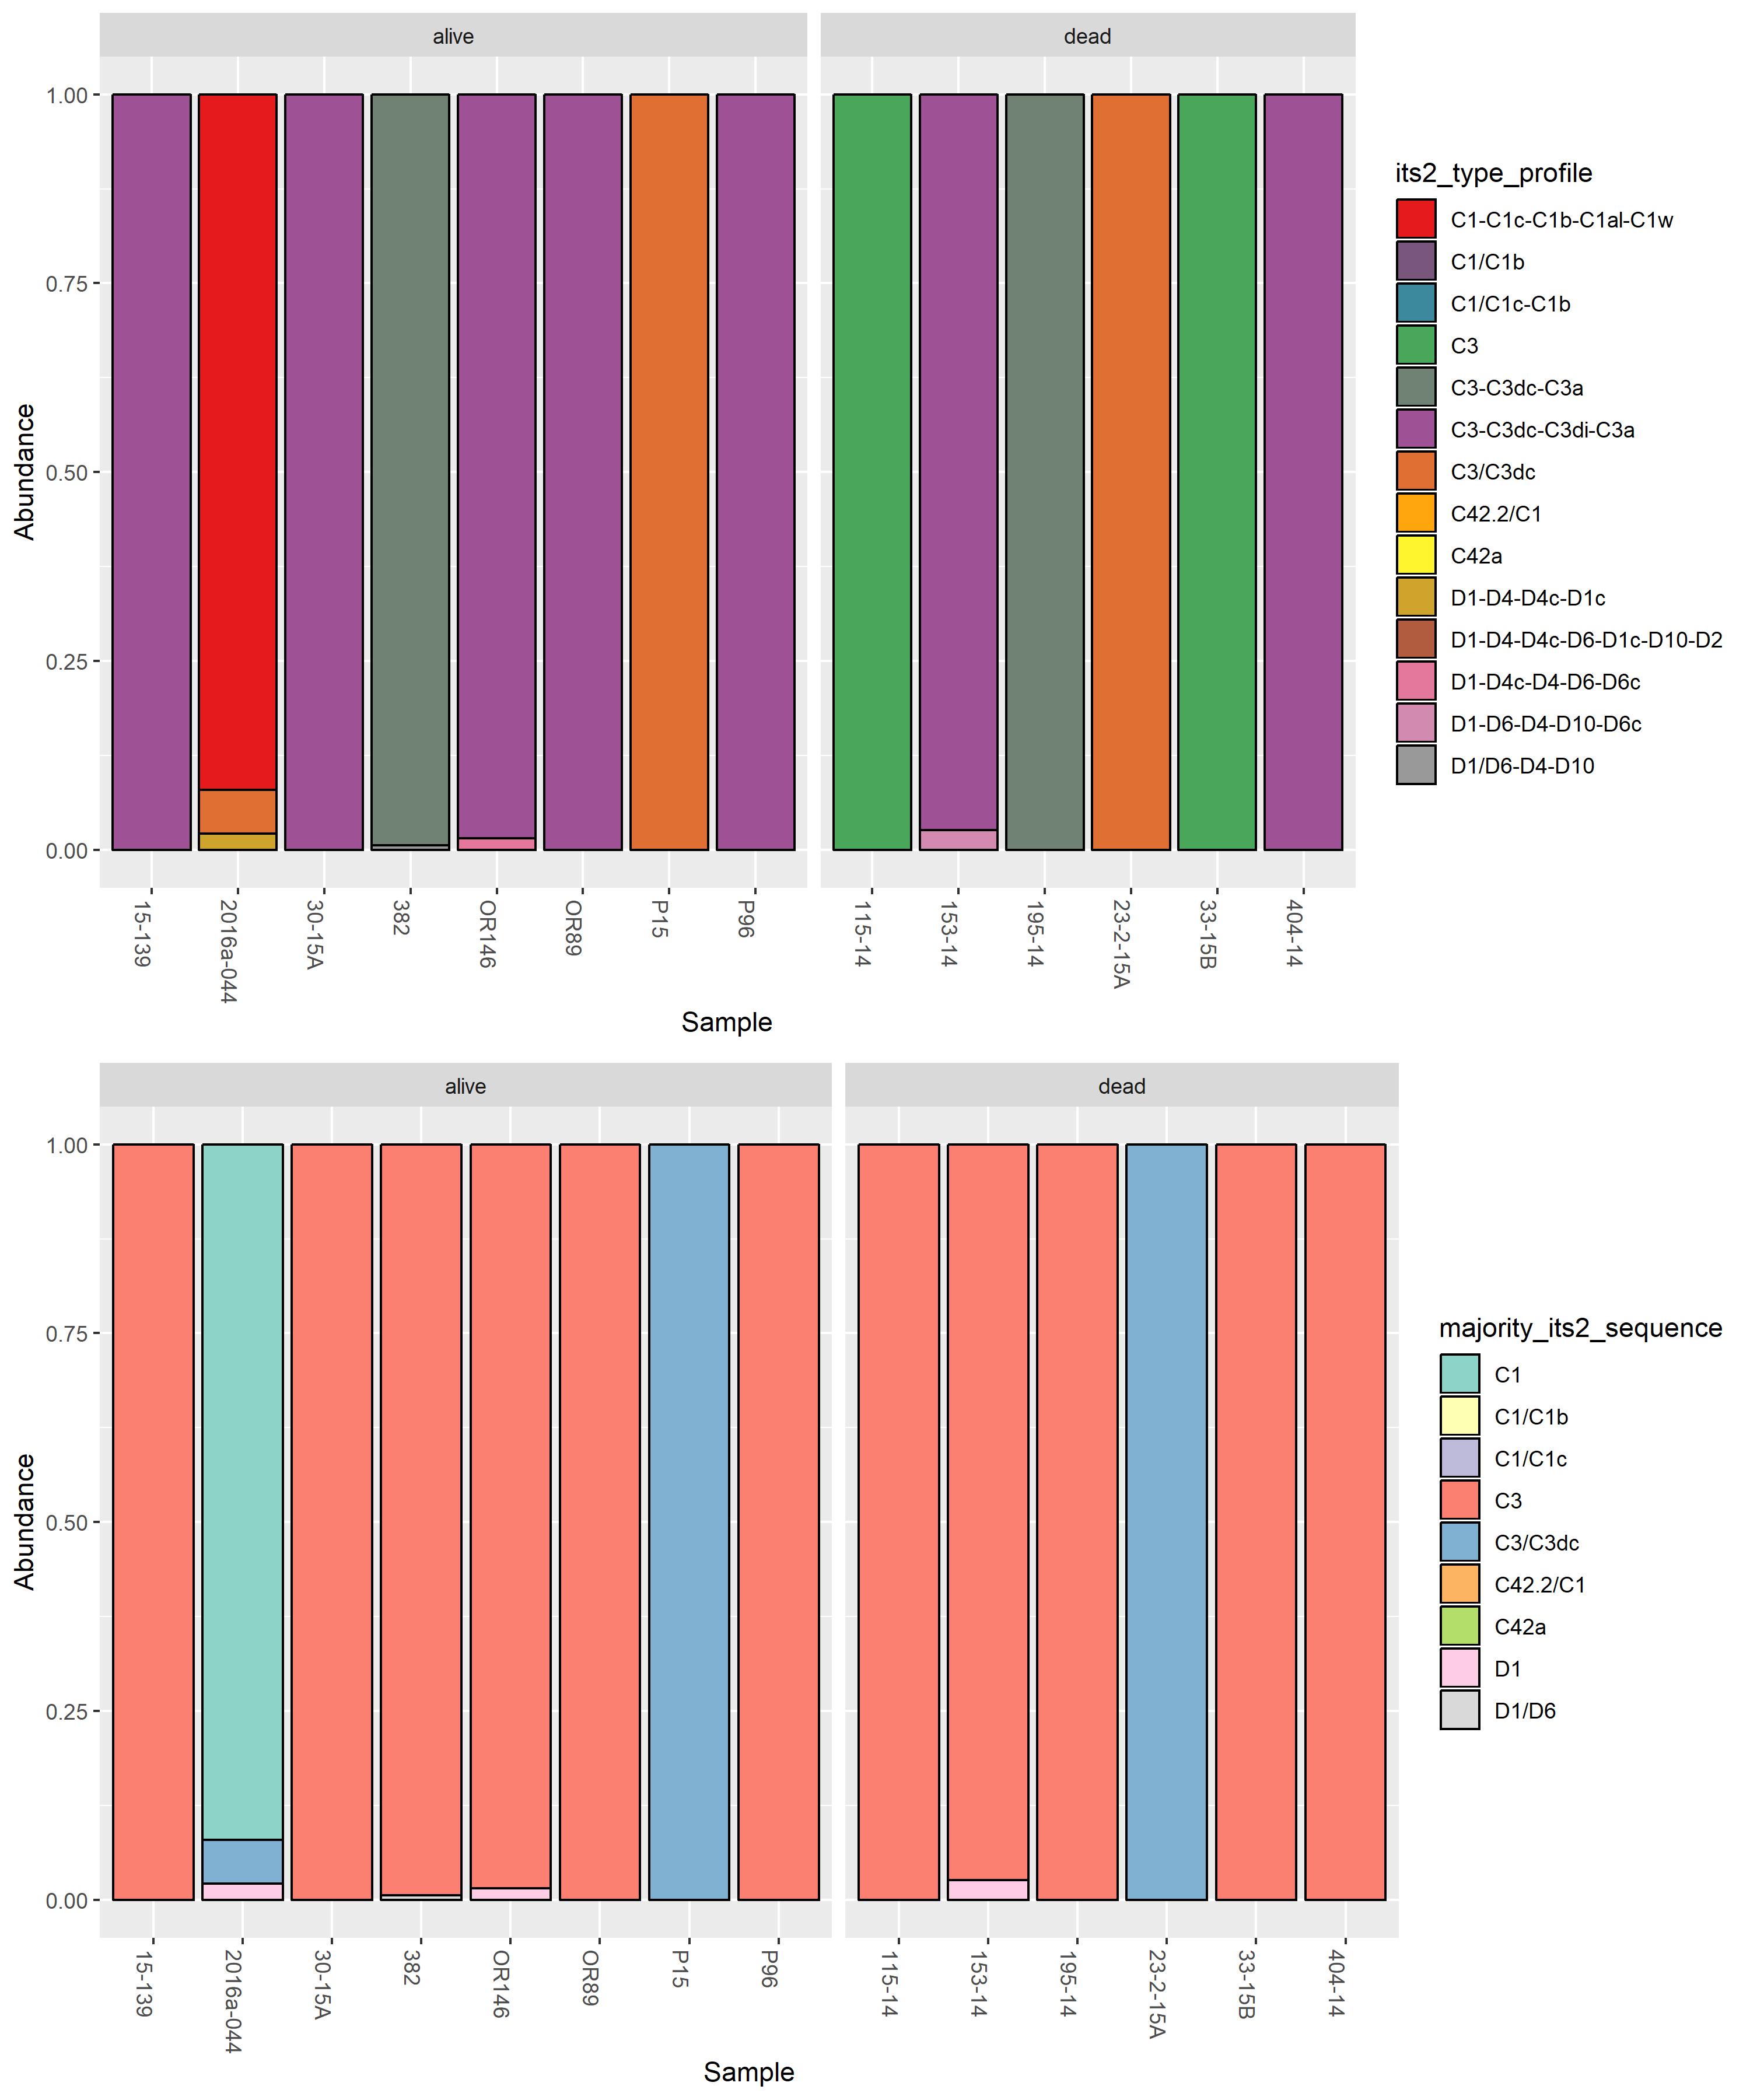 alive
dead
1.00
0.75
0.50
0.25
0.00
Abundance
15-139
2016a-044
30-15A
382
OR146
OR89
P15
P96
115-14
153-14
195-14
23-2-15A
33-15B
404-14
Sample
its2_type_profile
C1-C1c-C1b-C1al-C1w
C1/C1b
C1/C1c-C1b
C3
C3-C3dc-C3a
C3-C3dc-C3di-C3a
C3/C3dc
C42.2/C1
C42a
D1-D4-D4c-D1c
D1-D4-D4c-D6-D1c-D10-D2
D1-D4c-D4-D6-D6c
D1-D6-D4-D10-D6c
D1/D6-D4-D10
alive
dead
1.00
0.75
0.50
0.25
0.00
Abundance
15-139
2016a-044
30-15A
382
OR146
OR89
P15
P96
115-14
153-14
195-14
23-2-15A
33-15B
404-14
Sample
majority_its2_sequence
C1
C1/C1b
C1/C1c
C3
C3/C3dc
C42.2/C1
C42a
D1
D1/D6